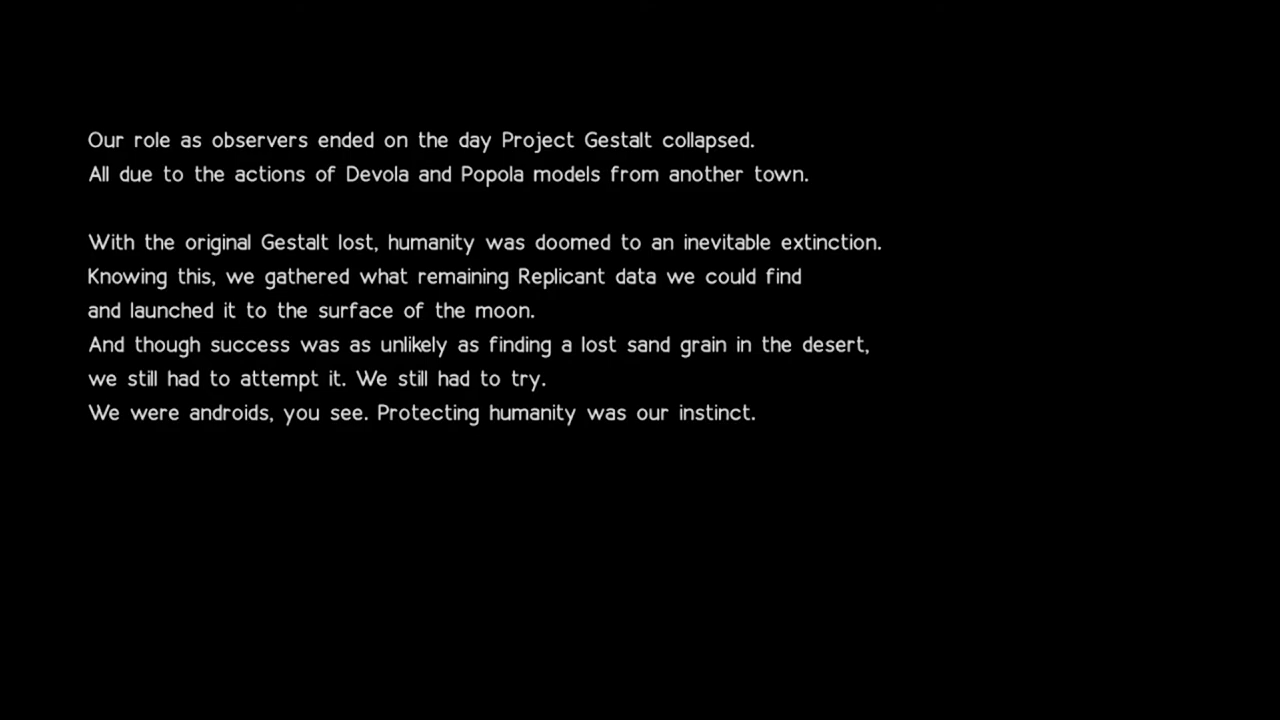 Our role as observers ended on the day Project Gestalt collapsed.
All due to the actions of Devola and Popola models from another town.
With the original Gestalt lost, humanity was doomed to an inevitable extinction.
Knowing this, we gathered what remaining Replicant data we could find
and launched it to the surface of the moon.
And though success was as unlikely as finding a lost sand grain in the desert,
we still had to attempt it. We still had to try.
We were androids, you see. Protecting humanity was our instinct.